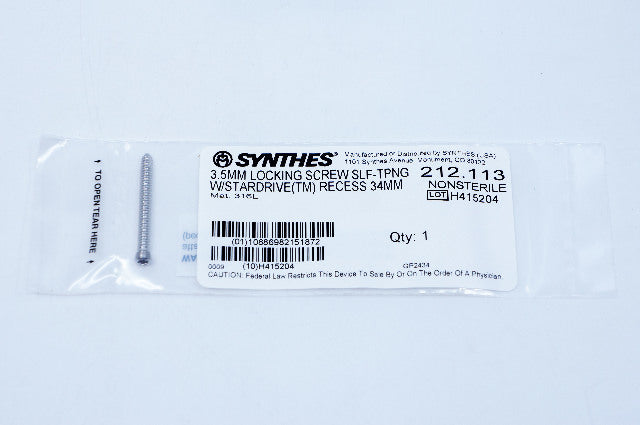 SYNTHES®
Manufactured or Distributed by SYNTHES (USA)
1101 Synthes Avenue, Monument, CO 80132
3.5MM LOCKING SCREW SLF-TPNG
W/STARDRIVE(TM) RECESS 34MM
Mat. 316L
212.113
NONSTERILE
LOT H415204
(01)10886982151872
Qty: 1
(10)H415204
0009
GP2434
CAUTION: Federal Law Restricts This Device To Sale By Or On The Order Of A Physician.
TO OPEN TEAR HERE